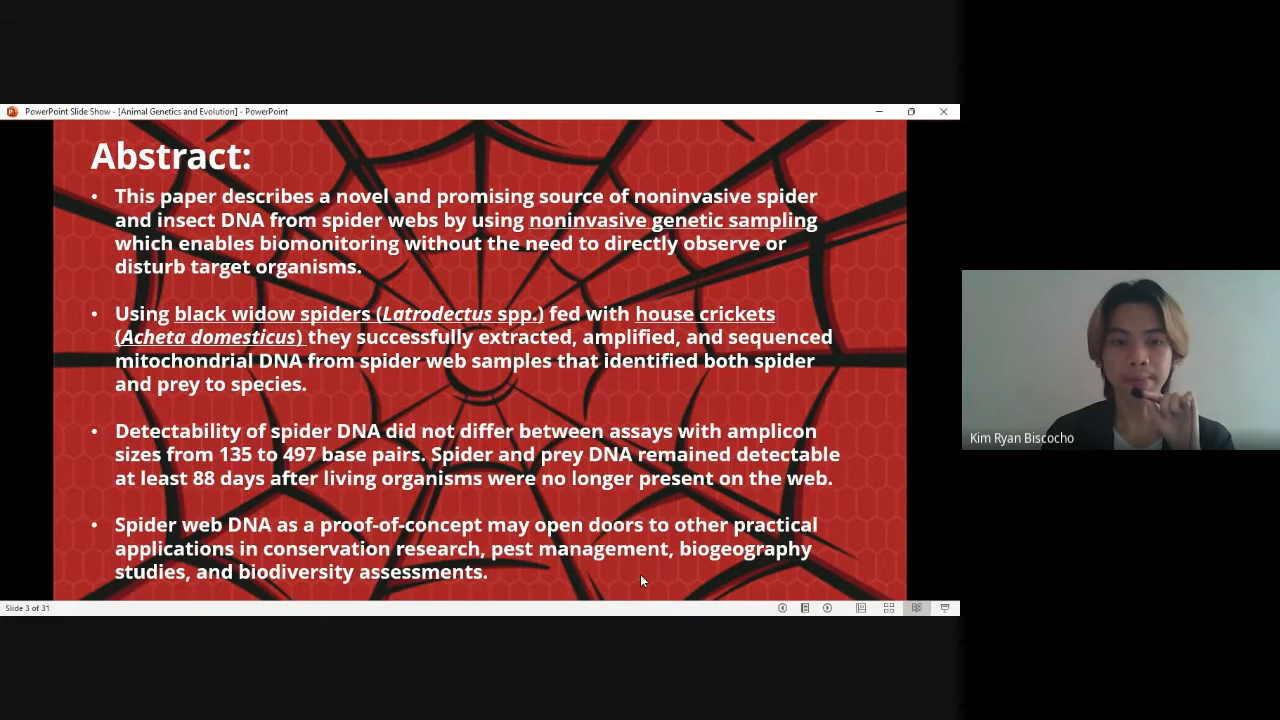 PowerPoint Slide Show - [Animal Genetics and Evolution] - PowerPoint
Abstract:
• This paper describes a novel and promising source of noninvasive spider
and insect DNA from spider webs by using noninvasive genetic sampling
which enables biomonitoring without the need to directly observe or
disturb target organisms.
• Using black widow spiders (Latrodectus spp.) fed with house crickets
(Acheta domesticus) they successfully extracted, amplified, and sequenced
mitochondrial DNA from spider web samples that identified both spider
and prey to species.
• Detectability of spider DNA did not differ between assays with amplicon
sizes from 135 to 497 base pairs. Spider and prey DNA remained detectable
at least 88 days after living organisms were no longer present on the web.
• Spider web DNA as a proof-of-concept may open doors to other practical
applications in conservation research, pest management, biogeography
studies, and biodiversity assessments.
Slide 3 of 31
Kim Ryan Biscocho